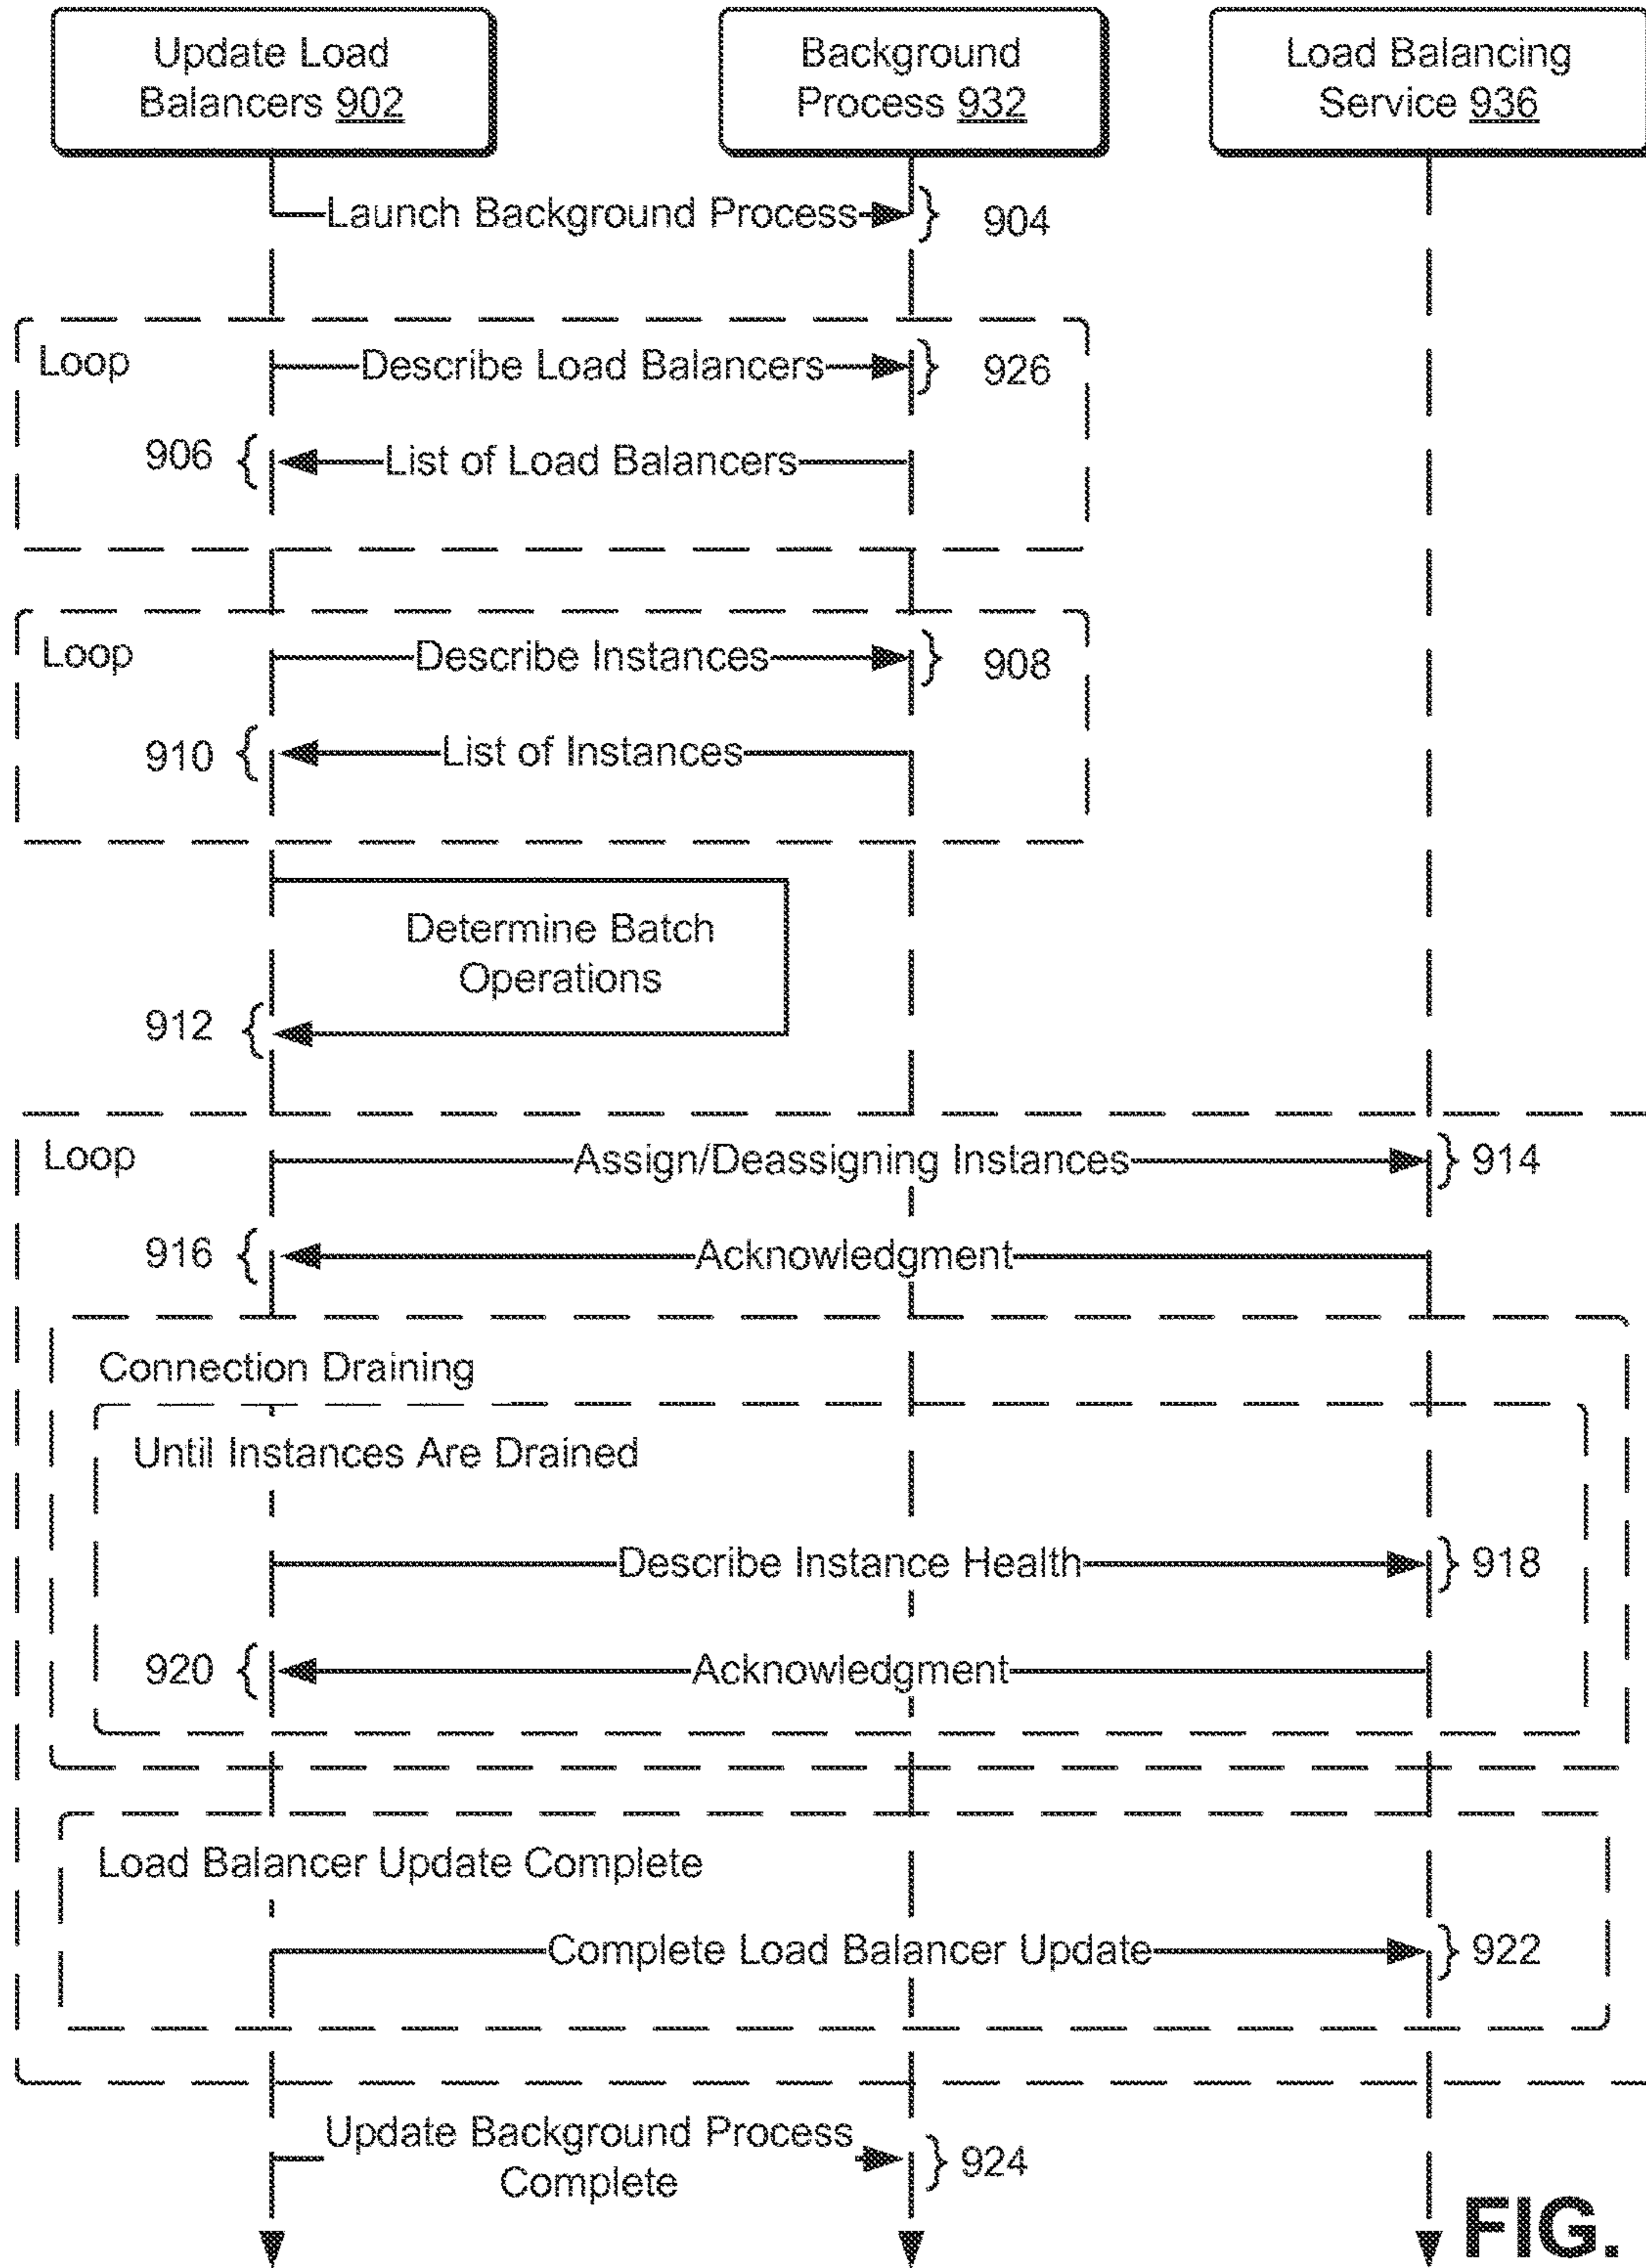 Update Load
Balancers 902
Background
Process 932
Load Balancing
Service 936
Launch Background Process
904
Loop
Describe Load Balancers
926
906
List of Load Balancers
Loop
Describe Instances
908
910
List of Instances
Determine Batch
Operations
912
Loop
Assign/Deassigning Instances
914
916
Acknowledgment
Connection Draining
Until Instances Are Drained
Describe Instance Health
918
920
Acknowledgment
Load Balancer Update Complete
Complete Load Balancer Update
922
Update Background Process
Complete
924
FIG.